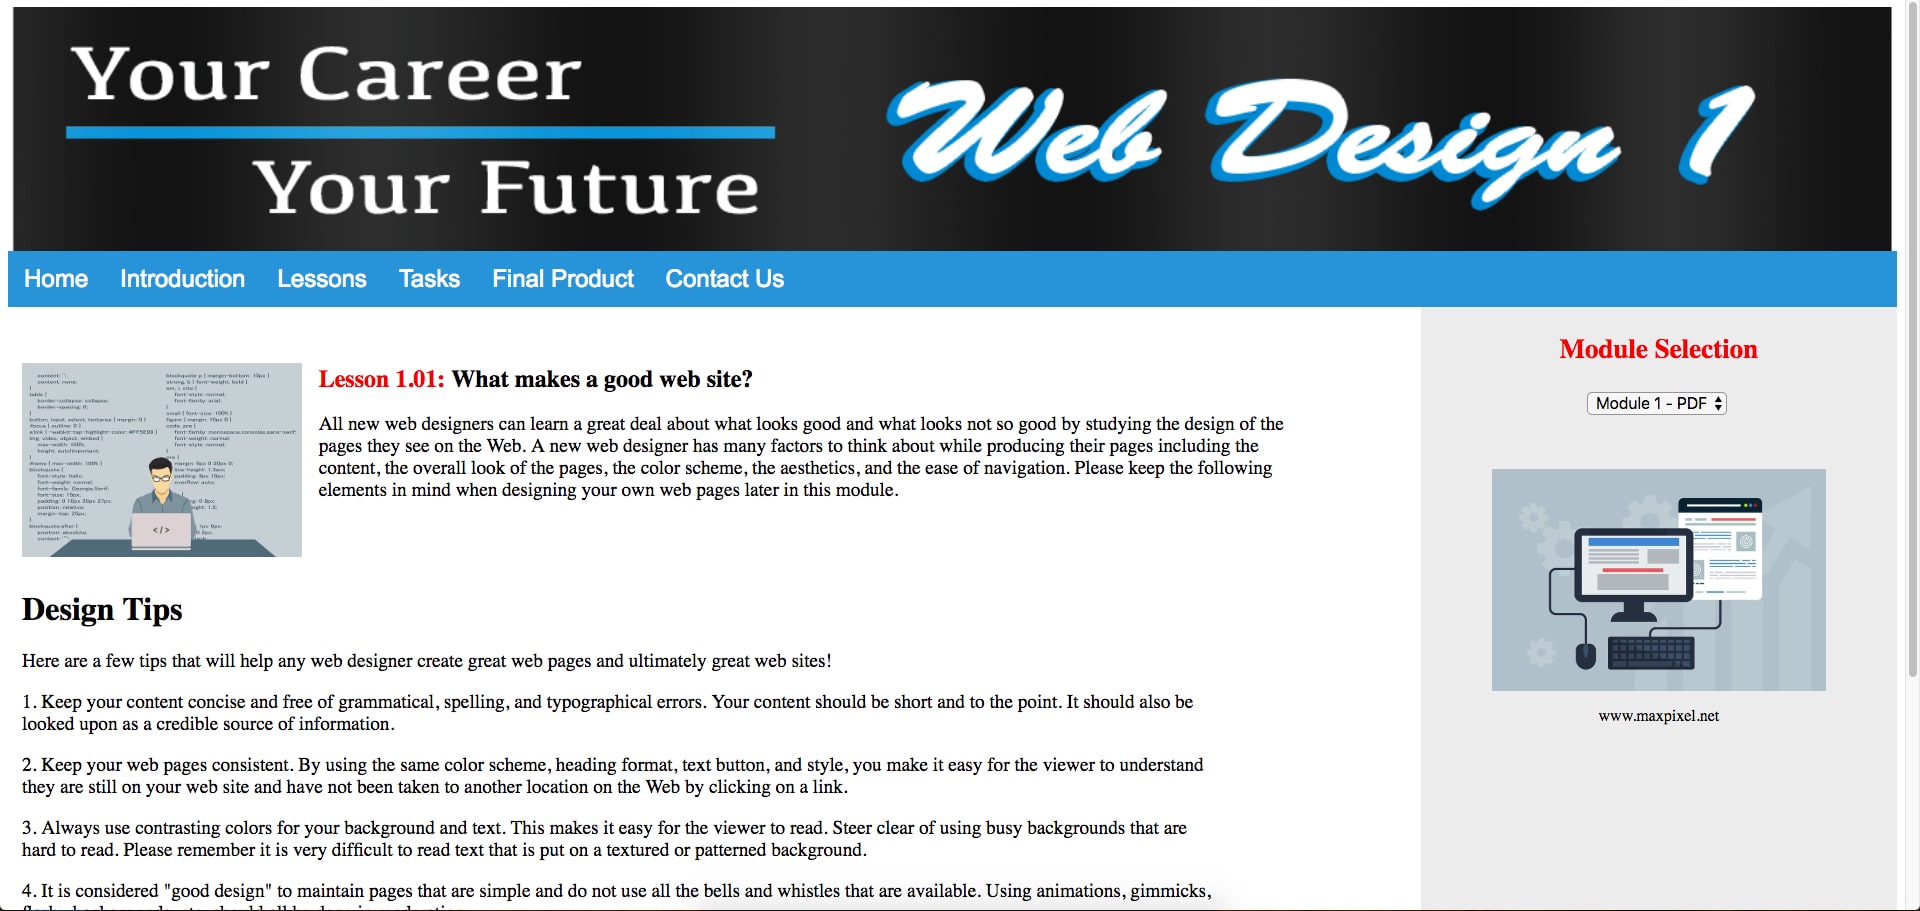 Your Career
Your Future
Web Design 1
Home Introduction Lessons Tasks Final Product Contact Us
Module Selection
Module 1 - PDF
www.maxpixel.net
Lesson 1.01: What makes a good web site?
All new web designers can learn a great deal about what looks good and what looks not so good by studying the design of the
pages they see on the Web. A new web designer has many factors to think about while producing their pages including the
content, the overall look of the pages, the color scheme, the aesthetics, and the ease of navigation. Please keep the following
elements in mind when designing your own web pages later in this module.
</>
Design Tips
Here are a few tips that will help any web designer create great web pages and ultimately great web sites!
1. Keep your content concise and free of grammatical, spelling, and typographical errors. Your content should be short and to the point. It should also be
looked upon as a credible source of information.
2. Keep your web pages consistent. By using the same color scheme, heading format, text button, and style, you make it easy for the viewer to understand
they are still on your web site and have not been taken to another location on the Web by clicking on a link.
3. Always use contrasting colors for your background and text. This makes it easy for the viewer to read. Steer clear of using busy backgrounds that are
hard to read. Please remember it is very difficult to read text that is put on a textured or patterned background.
4. It is considered "good design" to maintain pages that are simple and do not use all the bells and whistles that are available. Using animations, gimmicks,